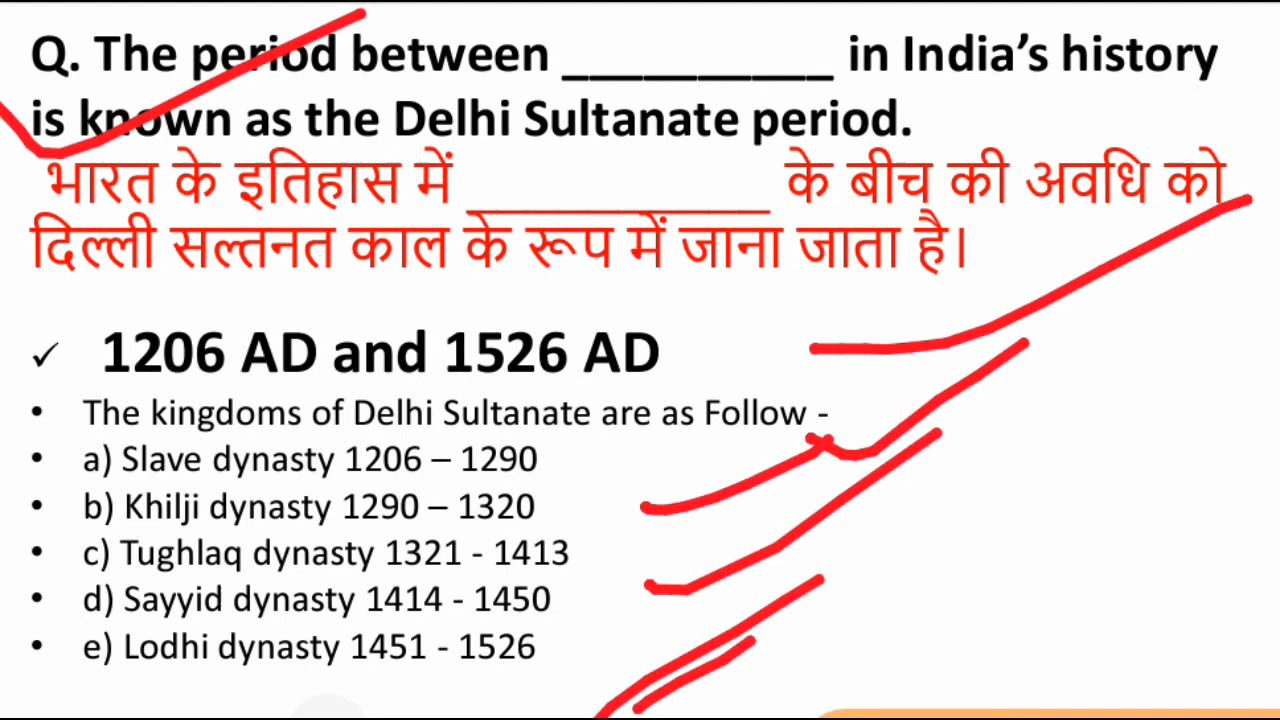 Q. The period between ___________ in India’s history
is known as the Delhi Sultanate period.
भारत के इतिहास में ____________ के बीच की अवधि को
दिल्ली सल्तनत काल के रूप में जाना जाता है।
✓ 1206 AD and 1526 AD
• The kingdoms of Delhi Sultanate are as Follow -
• a) Slave dynasty 1206 – 1290
• b) Khilji dynasty 1290 – 1320
• c) Tughlaq dynasty 1321 - 1413
• d) Sayyid dynasty 1414 - 1450
• e) Lodhi dynasty 1451 - 1526